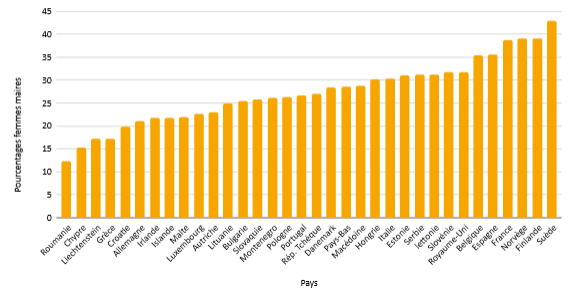 45
40
35
30
25
20
15
10
5
0
Pourcentages femmes maires
Roumanie
Chypre
Liechtenstein
Grèce
Croatie
Allemagne
Irlande
Islande
Malte
Luxembourg
Autriche
Lituanie
Bulgarie
Slovaquie
Montenegro
Pologne
Portugal
Rép. Tchèque
Danemark
Pays-Bas
Macédoine
Hongrie
Italie
Estonie
Serbie
lettonie
Slovénie
Royaume-Uni
Belgique
Espagne
France
Norvège
Finlande
Suède
Pays